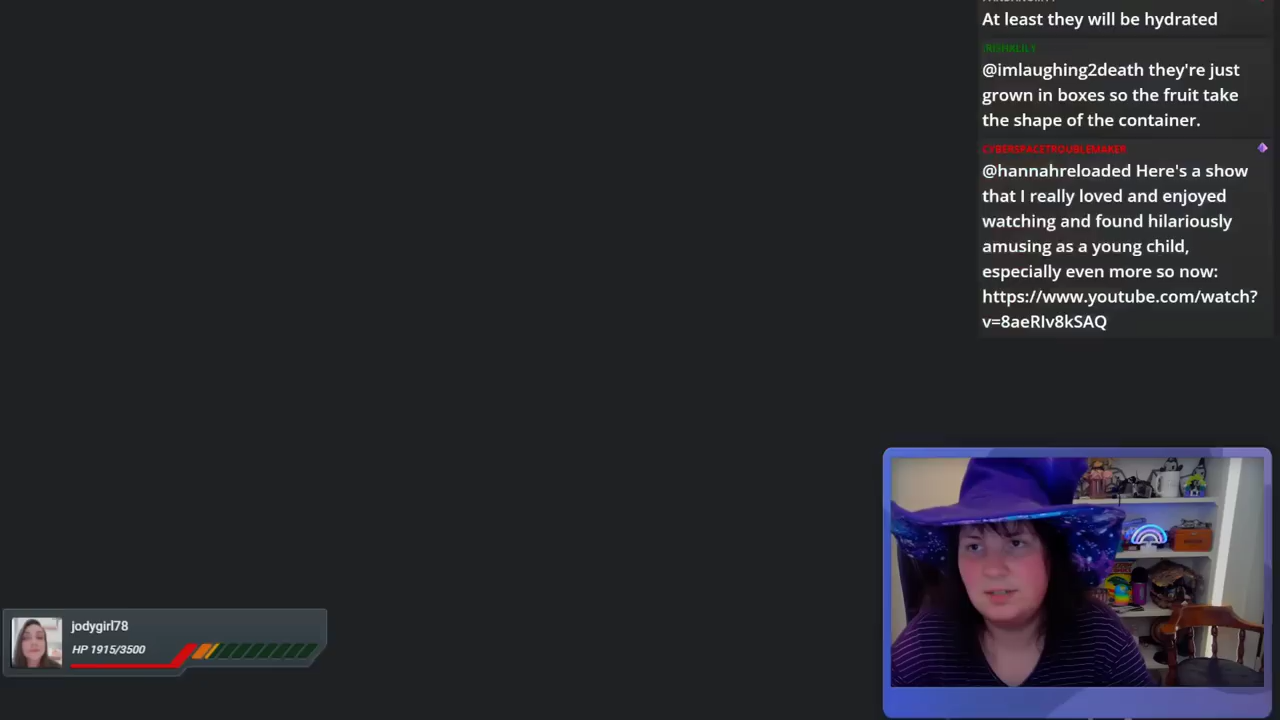 At least they will be hydrated
@imlaughing2death they're just
grown in boxes so the fruit take
the shape of the container.
CYBERSPACETROUBLEMAKER
@hannahreloaded Here's a show
that I really loved and enjoyed
watching and found hilariously
amusing as a young child,
especially even more so now:
https://www.youtube.com/watch?
v=8aeRIv8kSAQ
jodygirl78
HP 1915/3500